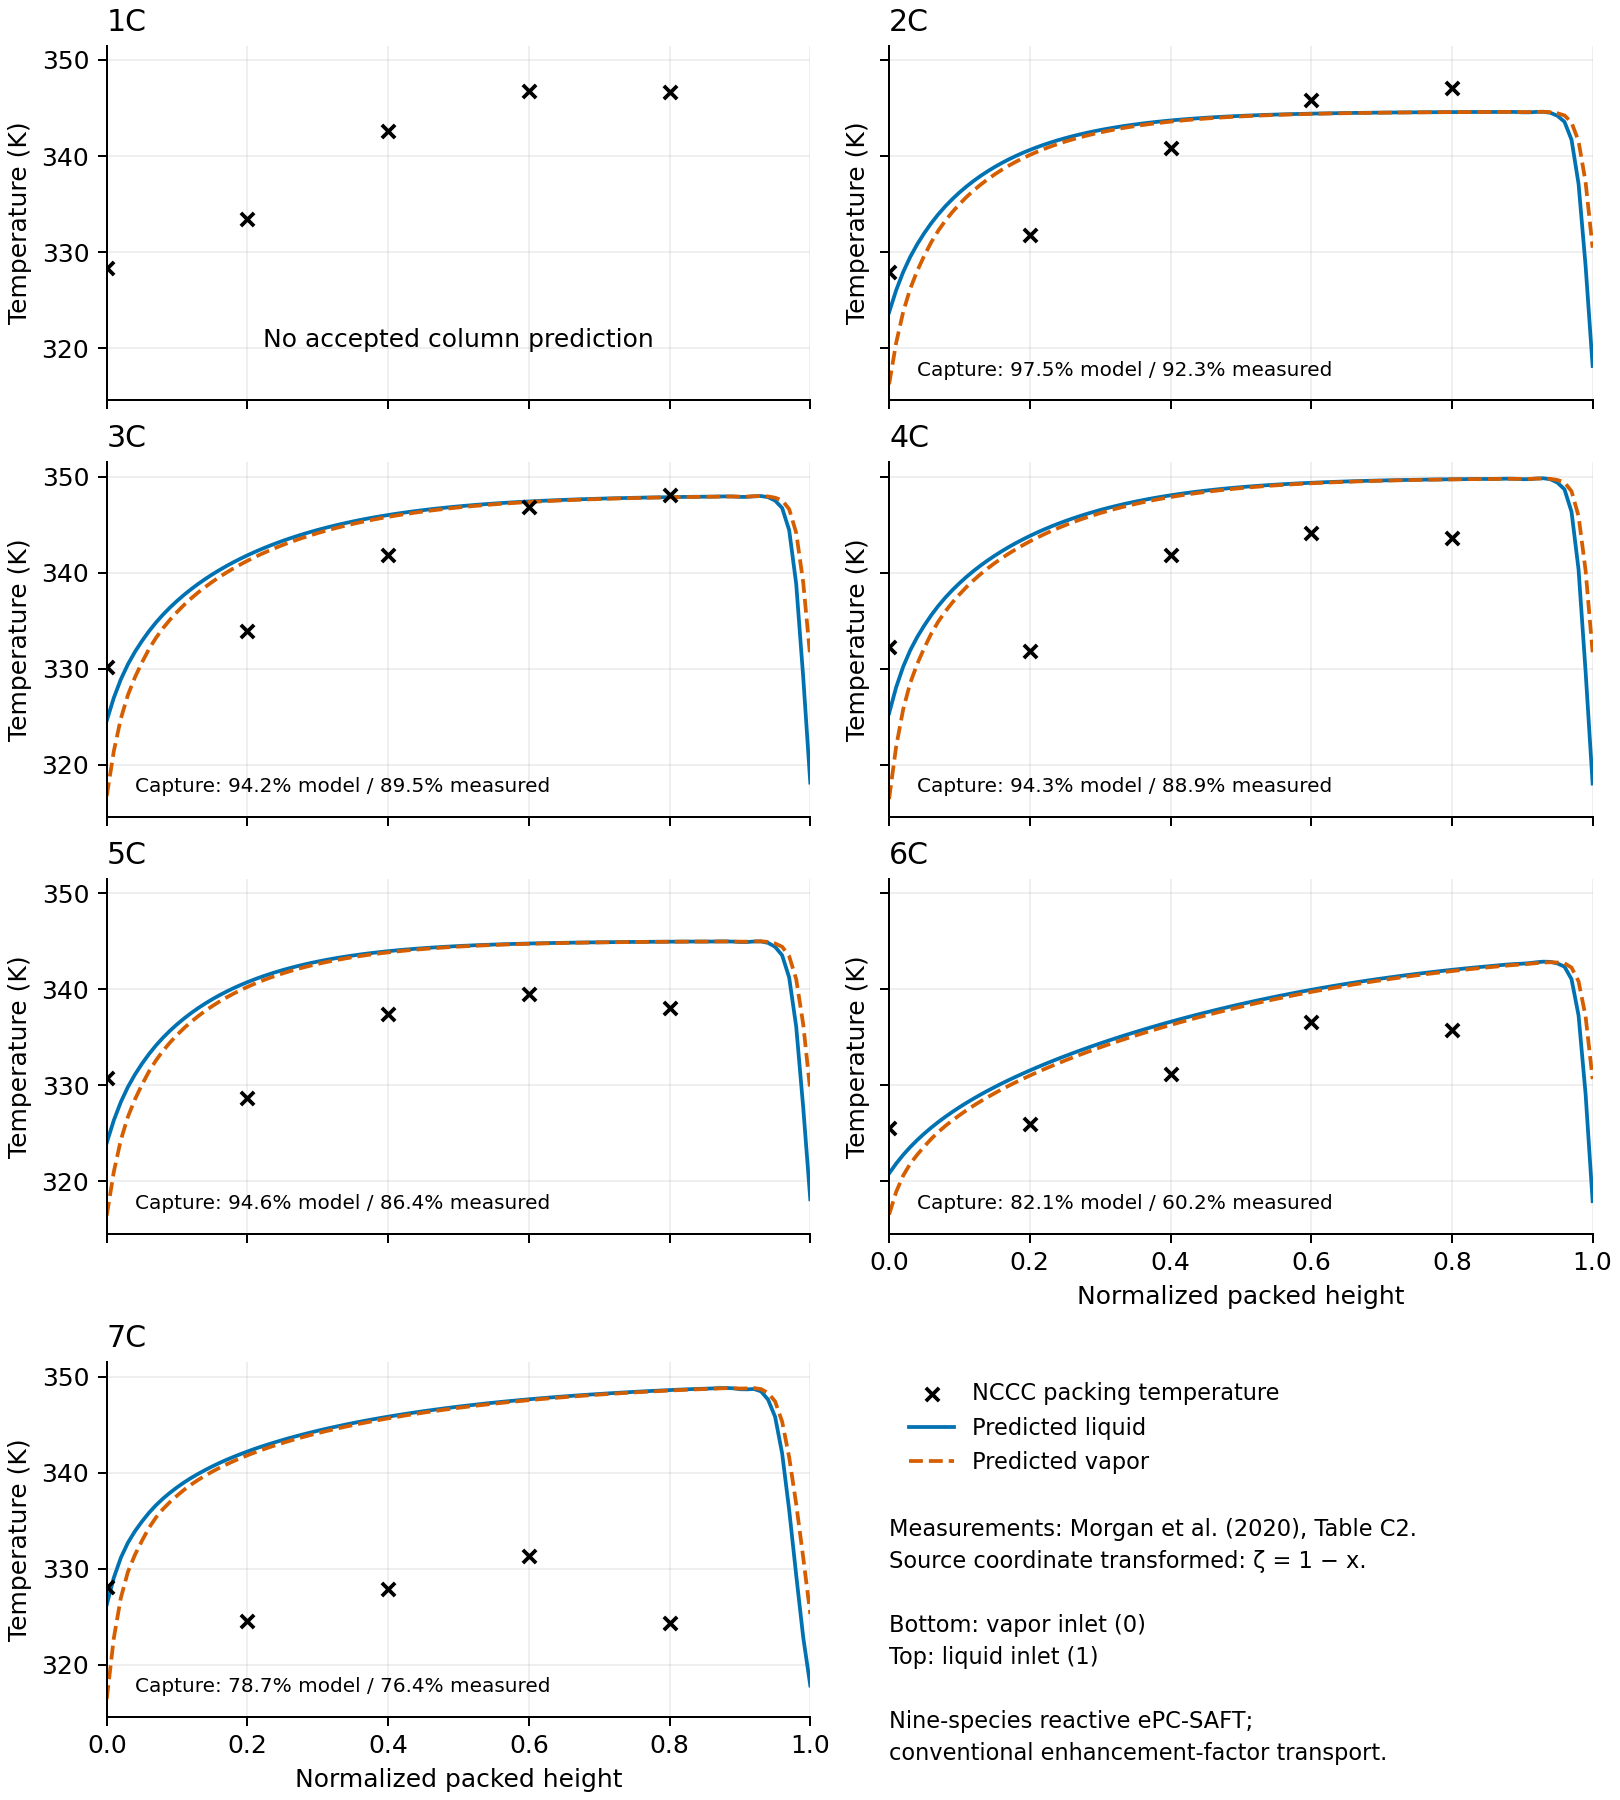 1C
2C
350
340
330
320
Temperature (K)
No accepted column prediction
Temperature (K)
Capture: 97.5% model / 92.3% measured
3C
4C
350
340
330
320
Temperature (K)
Capture: 94.2% model / 89.5% measured
Temperature (K)
Capture: 94.3% model / 88.9% measured
5C
6C
350
340
330
320
Temperature (K)
Capture: 94.6% model / 86.4% measured
Temperature (K)
Capture: 82.1% model / 60.2% measured
0.0 0.2 0.4 0.6 0.8 1.0
Normalized packed height
7C
350
340
330
320
Temperature (K)
Capture: 78.7% model / 76.4% measured
0.0 0.2 0.4 0.6 0.8 1.0
Normalized packed height
NCCC packing temperature
Predicted liquid
Predicted vapor
Measurements: Morgan et al. (2020), Table C2.
Source coordinate transformed: ζ = 1 − x.
Bottom: vapor inlet (0)
Top: liquid inlet (1)
Nine-species reactive ePC-SAFT;
conventional enhancement-factor transport.